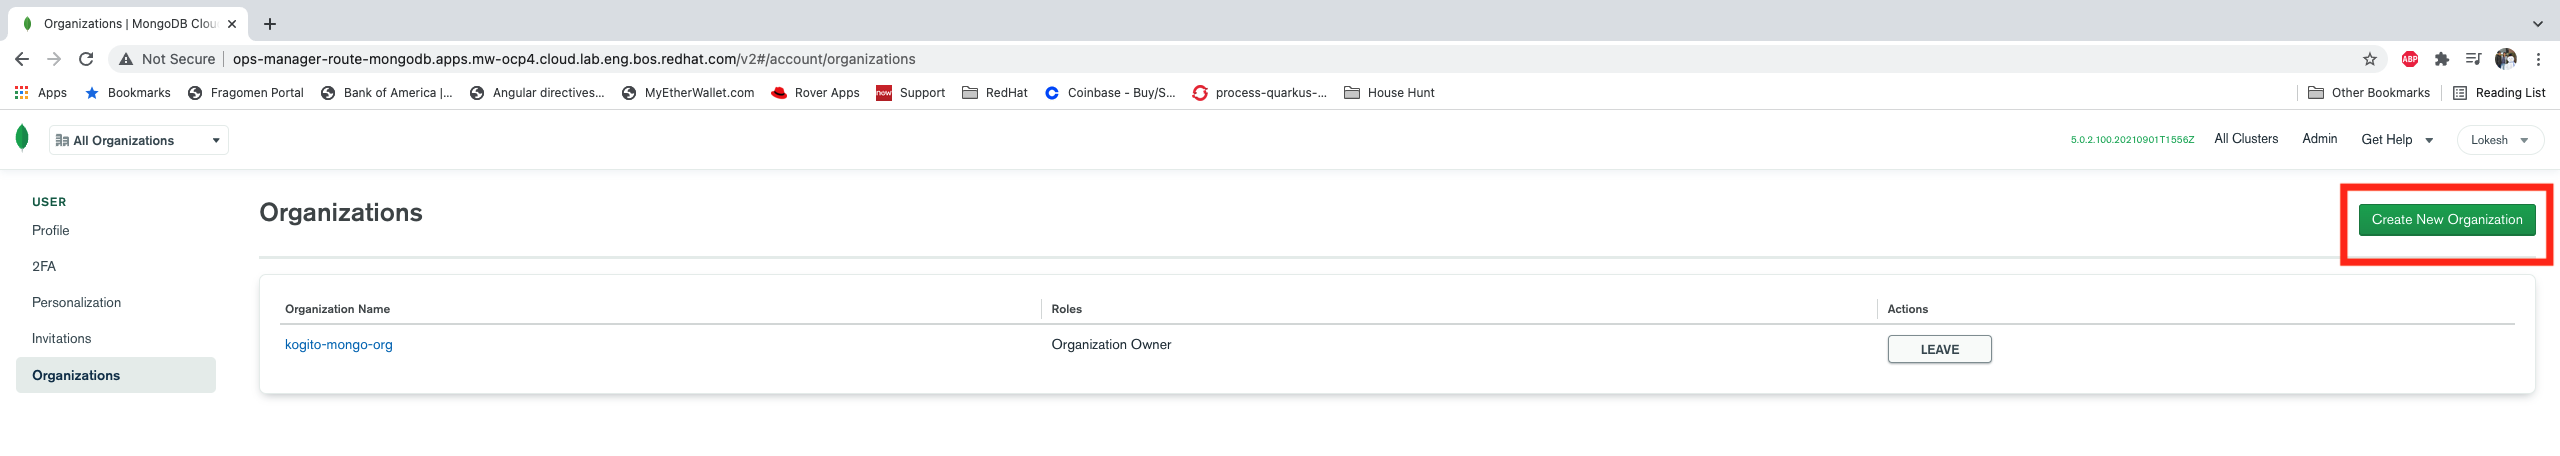 Organizations | MongoDB Clou
Not Secure ops-manager-route-mongodb.apps.mw-ocp4.cloud.lab.eng.bos.redhat.com/v2#/account/organizations
ABP
Apps Bookmarks Fragomen Portal Bank of America |... Angular directives... MyEtherWallet.com Rover Apps new Support RedHat Coinbase - Buy/S... process-quarkus-... House Hunt Other Bookmarks Reading List
All Organizations 5.0.2.100.20210901T1556Z All Clusters Admin Get Help Lokesh
USER
Profile
2FA
Personalization
Invitations
Organizations
Organizations
Create New Organization
Organization Name Roles Actions
kogito-mongo-org Organization Owner LEAVE